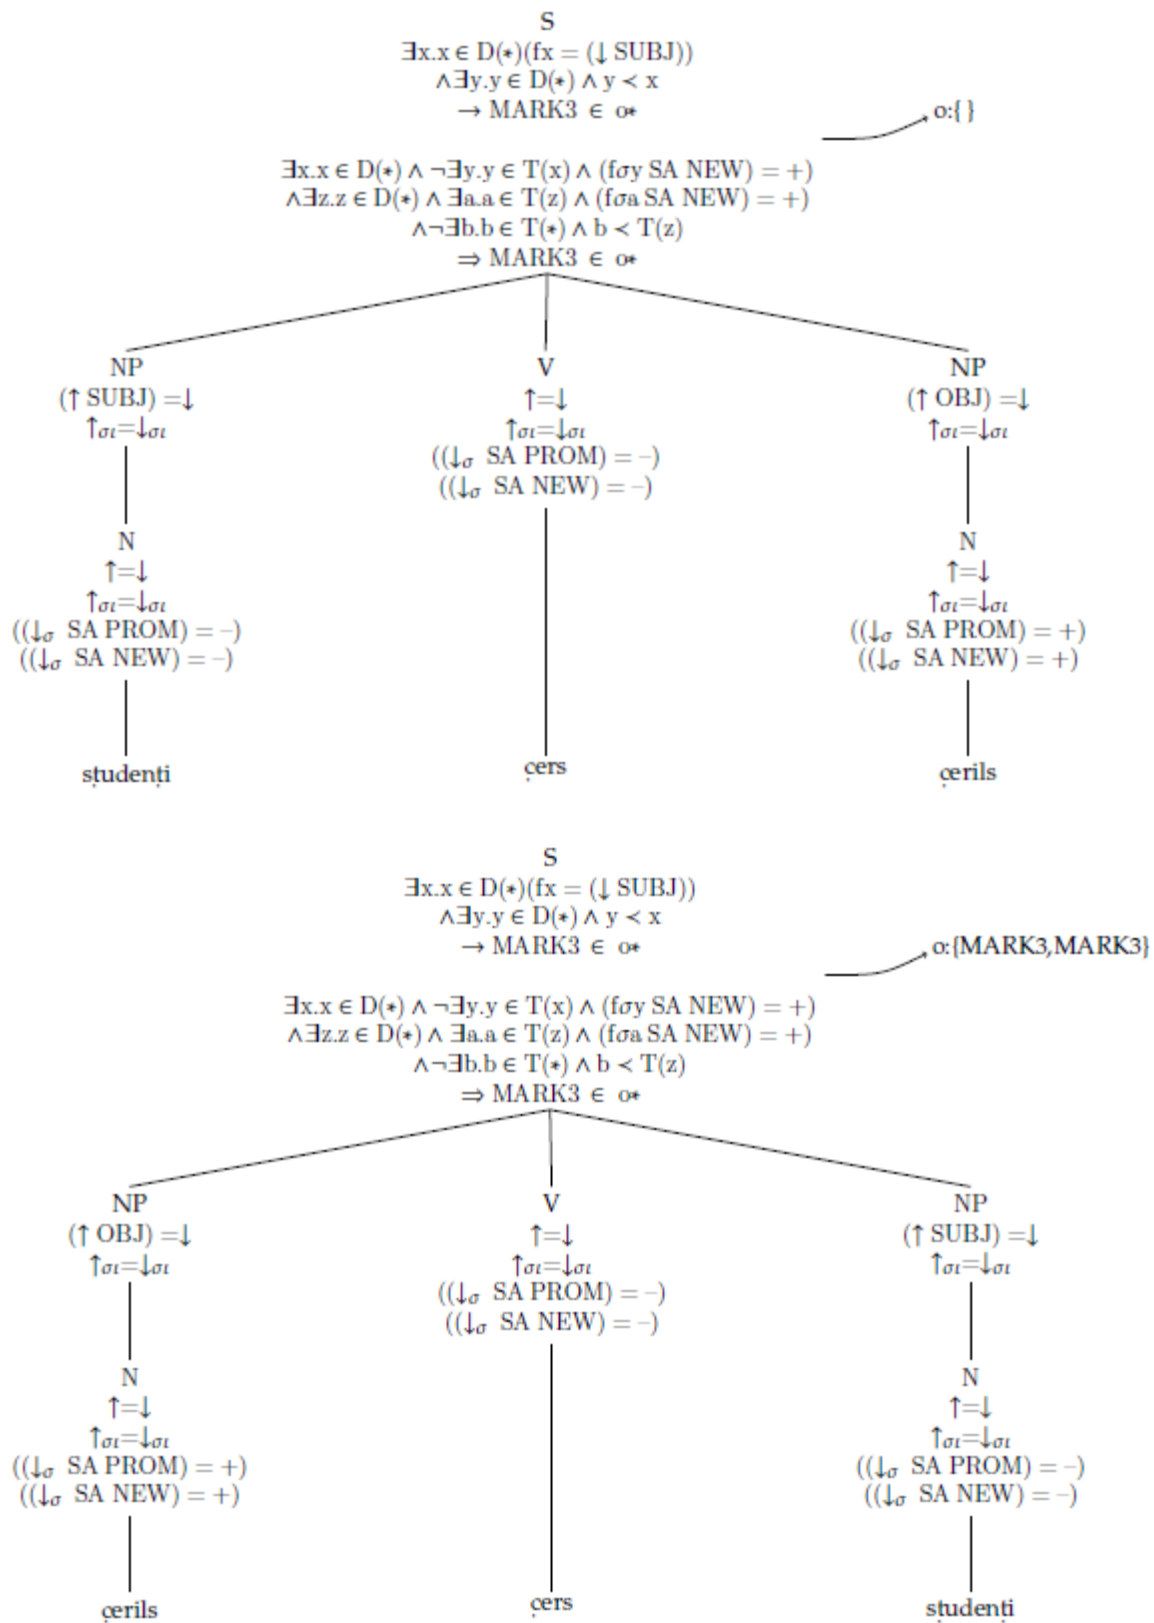 S
∃x.x ∈ D(*)(fx = (↓ SUBJ))
∧∃y.y ∈ D(*) ∧ y ≺ x
→ MARK3 ∈ o*
o:{ }
∃x.x ∈ D(*) ∧ ¬∃y.y ∈ T(x) ∧ (fσy SA NEW) = +)
∧∃z.z ∈ D(*) ∧ ∃a.a ∈ T(z) ∧ (fσa SA NEW) = +)
∧¬∃b.b ∈ T(*) ∧ b ≺ T(z)
⇒ MARK3 ∈ o*
NP V NP
(↑ SUBJ) =↓ ↑=↓ (↑ OBJ) =↓
↑σι=↓σι ↑σι=↓σι ↑σι=↓σι
((↓σ SA PROM) = –)
((↓σ SA NEW) = –)
N N
↑=↓ ↑=↓
↑σι=↓σι ↑σι=↓σι
((↓σ SA PROM) = –) ((↓σ SA PROM) = +)
((↓σ SA NEW) = –) ((↓σ SA NEW) = +)
ștudenți çers çerils
S
∃x.x ∈ D(*)(fx = (↓ SUBJ))
∧∃y.y ∈ D(*) ∧ y ≺ x
→ MARK3 ∈ o*
o:{MARK3,MARK3}
∃x.x ∈ D(*) ∧ ¬∃y.y ∈ T(x) ∧ (fσy SA NEW) = +)
∧∃z.z ∈ D(*) ∧ ∃a.a ∈ T(z) ∧ (fσa SA NEW) = +)
∧¬∃b.b ∈ T(*) ∧ b ≺ T(z)
⇒ MARK3 ∈ o*
NP V NP
(↑ OBJ) =↓ ↑=↓ (↑ SUBJ) =↓
↑σι=↓σι ↑σι=↓σι ↑σι=↓σι
((↓σ SA PROM) = –)
((↓σ SA NEW) = –)
N N
↑=↓ ↑=↓
↑σι=↓σι ↑σι=↓σι
((↓σ SA PROM) = +) ((↓σ SA PROM) = –)
((↓σ SA NEW) = +) ((↓σ SA NEW) = –)
çerils çers ștudenți